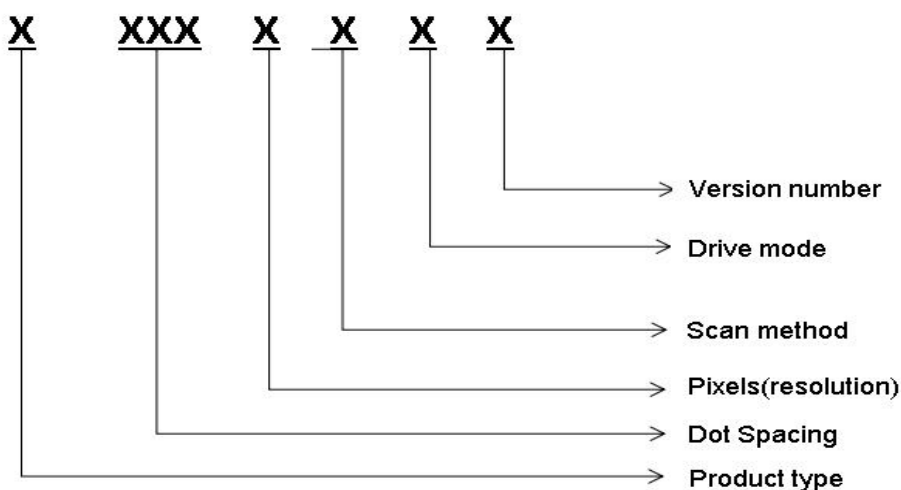 X XXX X X X X
Version number
Drive mode
Scan method
Pixels(resolution)
Dot Spacing
Product type